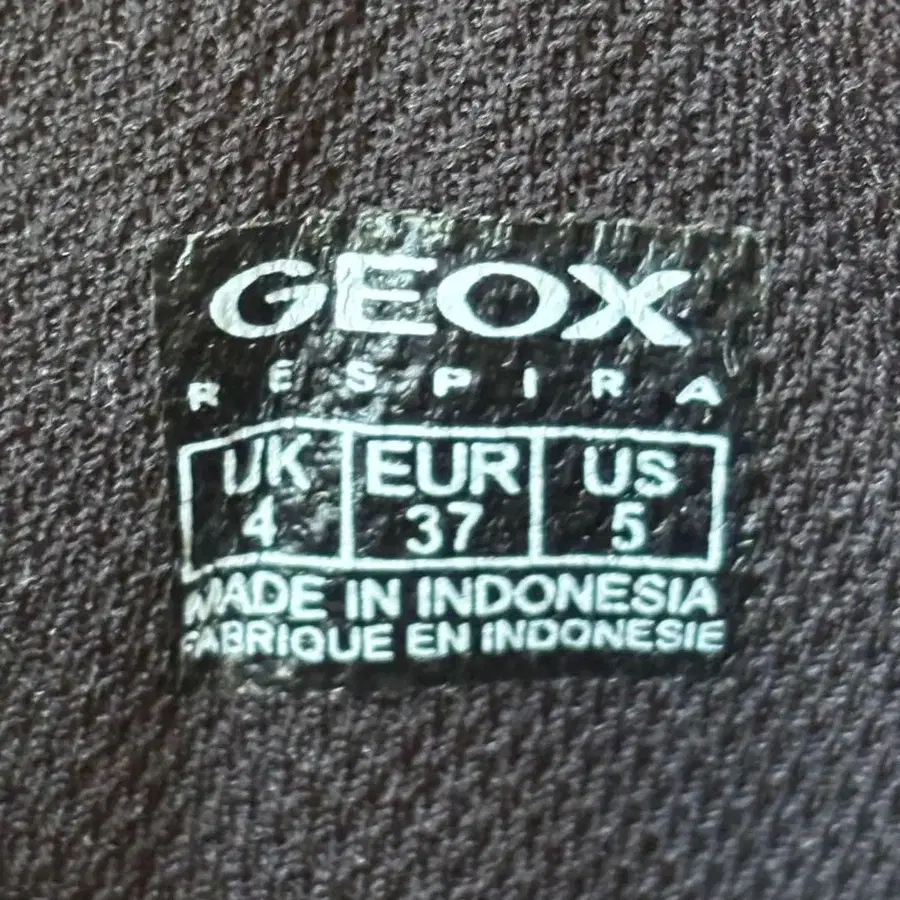 GEOX
RESPIRA
UK EUR US
4 37 5
MADE IN INDONESIA
FABRIQUE EN INDONESIE